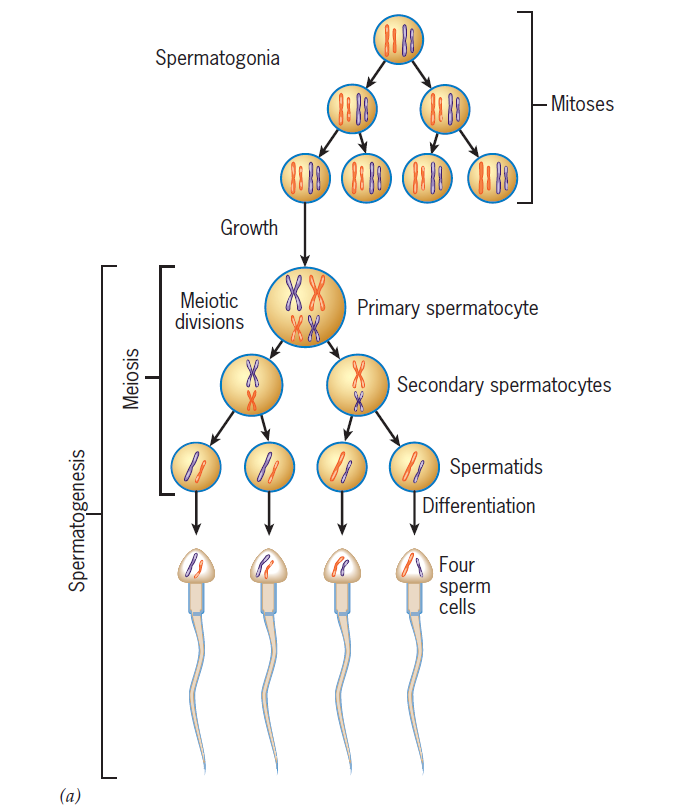 Spermatogonia
Mitoses
Growth
Meiotic
divisions
Primary spermatocyte
Meiosis
Secondary spermatocytes
Spermatids
Spermatogenesis
Differentiation
Four
sperm
cells
(a)